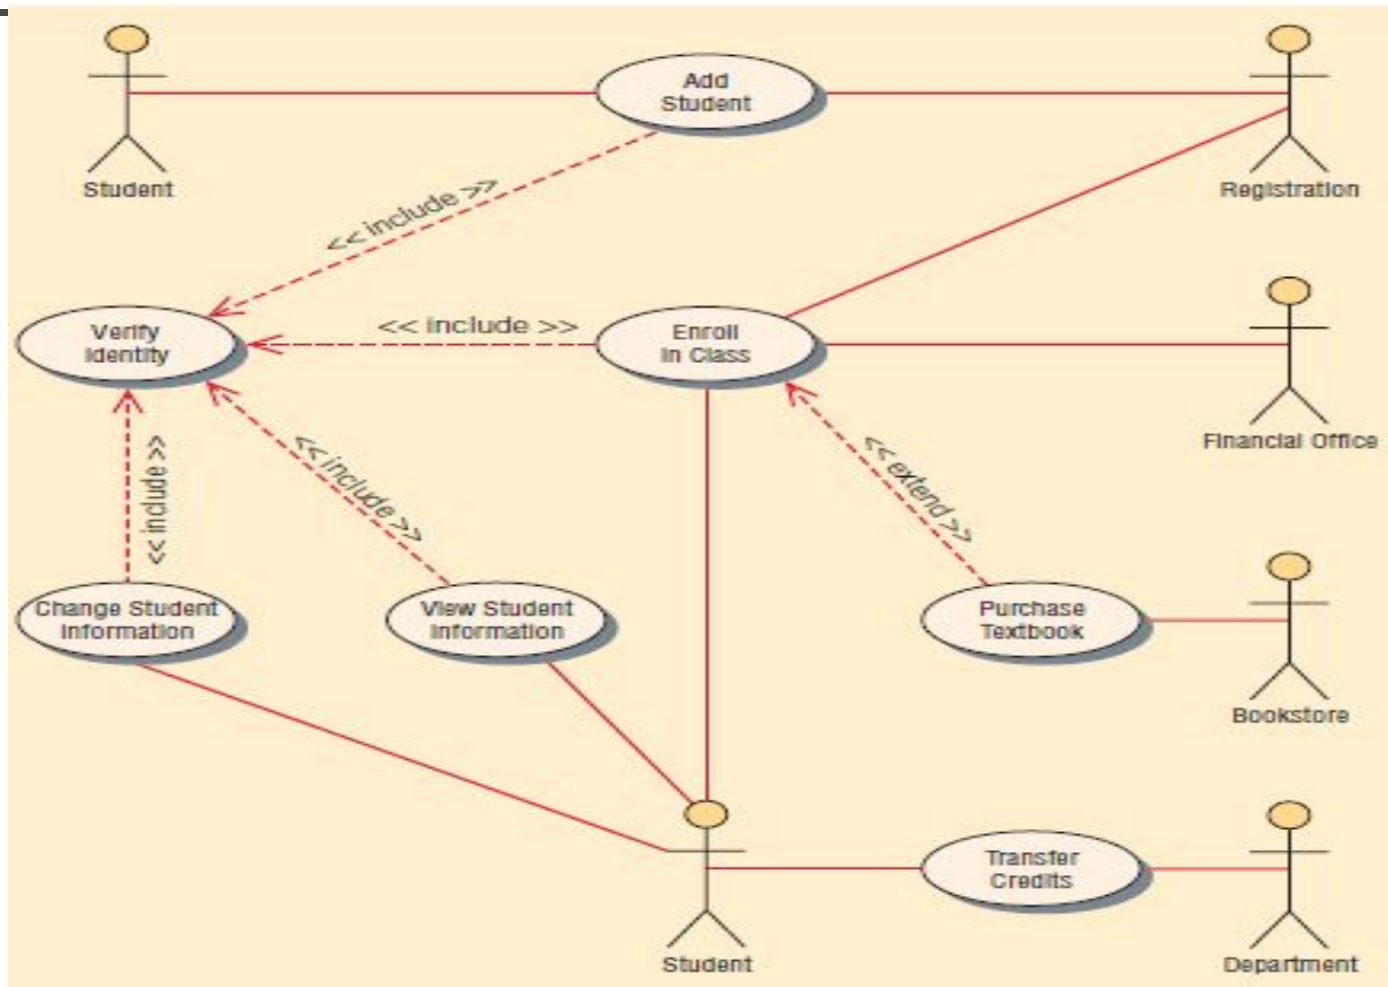 Add
Student
Student
Registration
<< include >>
Verify
Identity
<< include >>
Enroll
In Class
Financial Office
<< include >>
<< include >>
<< extend >>
Change Student
Information
View Student
Information
Purchase
Textbook
Bookstore
Transfer
Credits
Student
Department